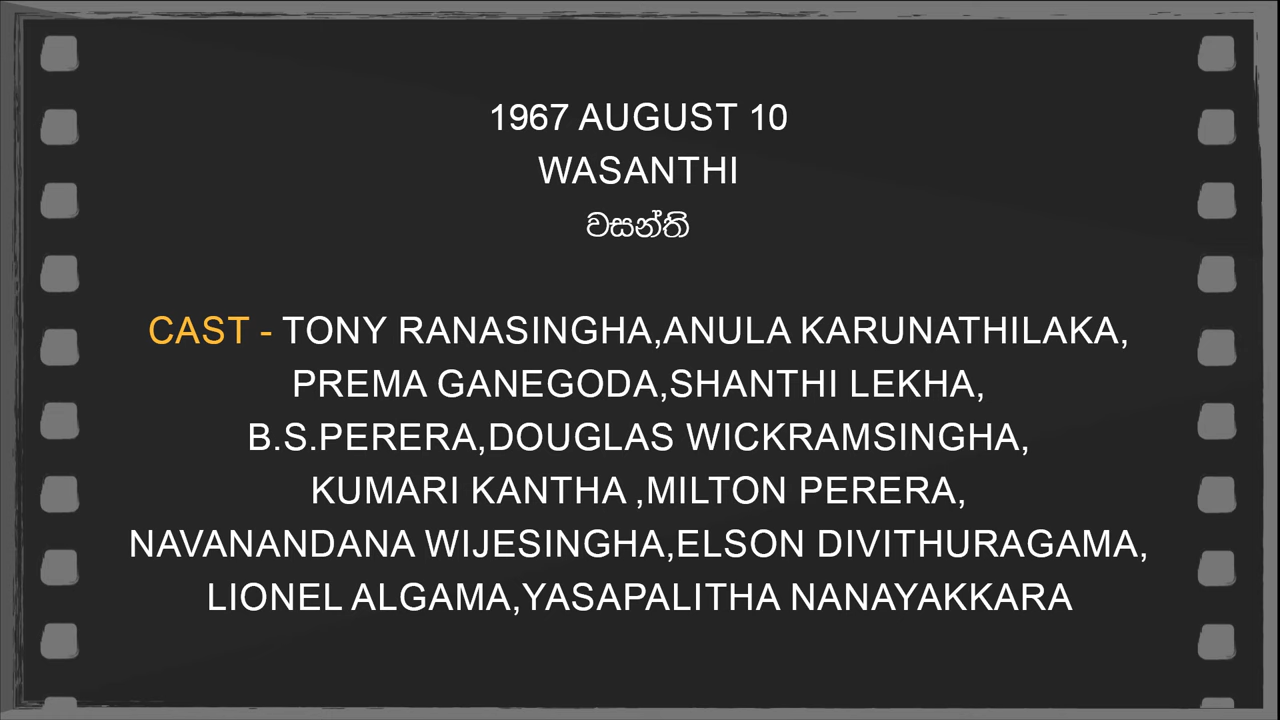 1967 AUGUST 10
WASANTHI
වසන්ති
CAST - TONY RANASINGHA,ANULA KARUNATHILAKA,
PREMA GANEGODA,SHANTHI LEKHA,
B.S.PERERA,DOUGLAS WICKRAMSINGHA,
KUMARI KANTHA ,MILTON PERERA,
NAVANANDANA WIJESINGHA,ELSON DIVITHURAGAMA,
LIONEL ALGAMA,YASAPALITHA NANAYAKKARA